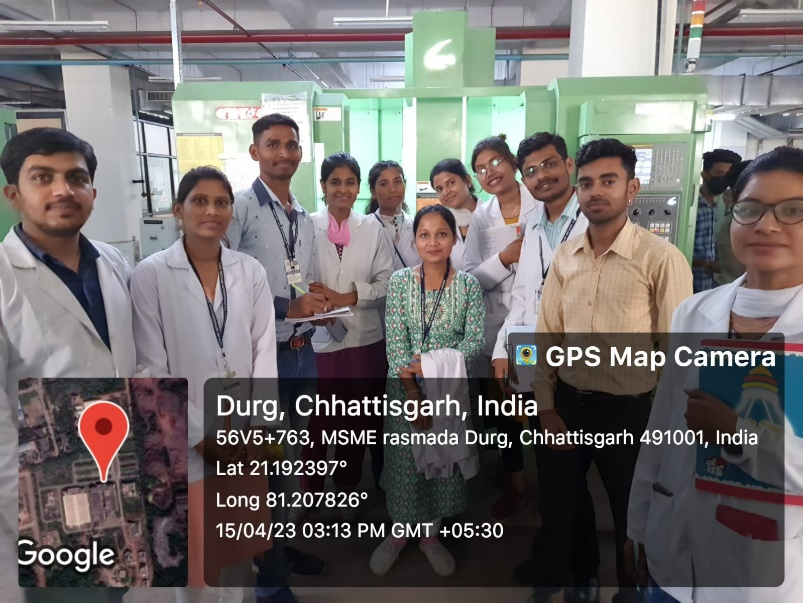 GPS Map Camera
Durg, Chhattisgarh, India
56V5+763, MSME rasmada Durg, Chhattisgarh 491001, India
Lat 21.192397°
Long 81.207826°
15/04/23 03:13 PM GMT +05:30
Google